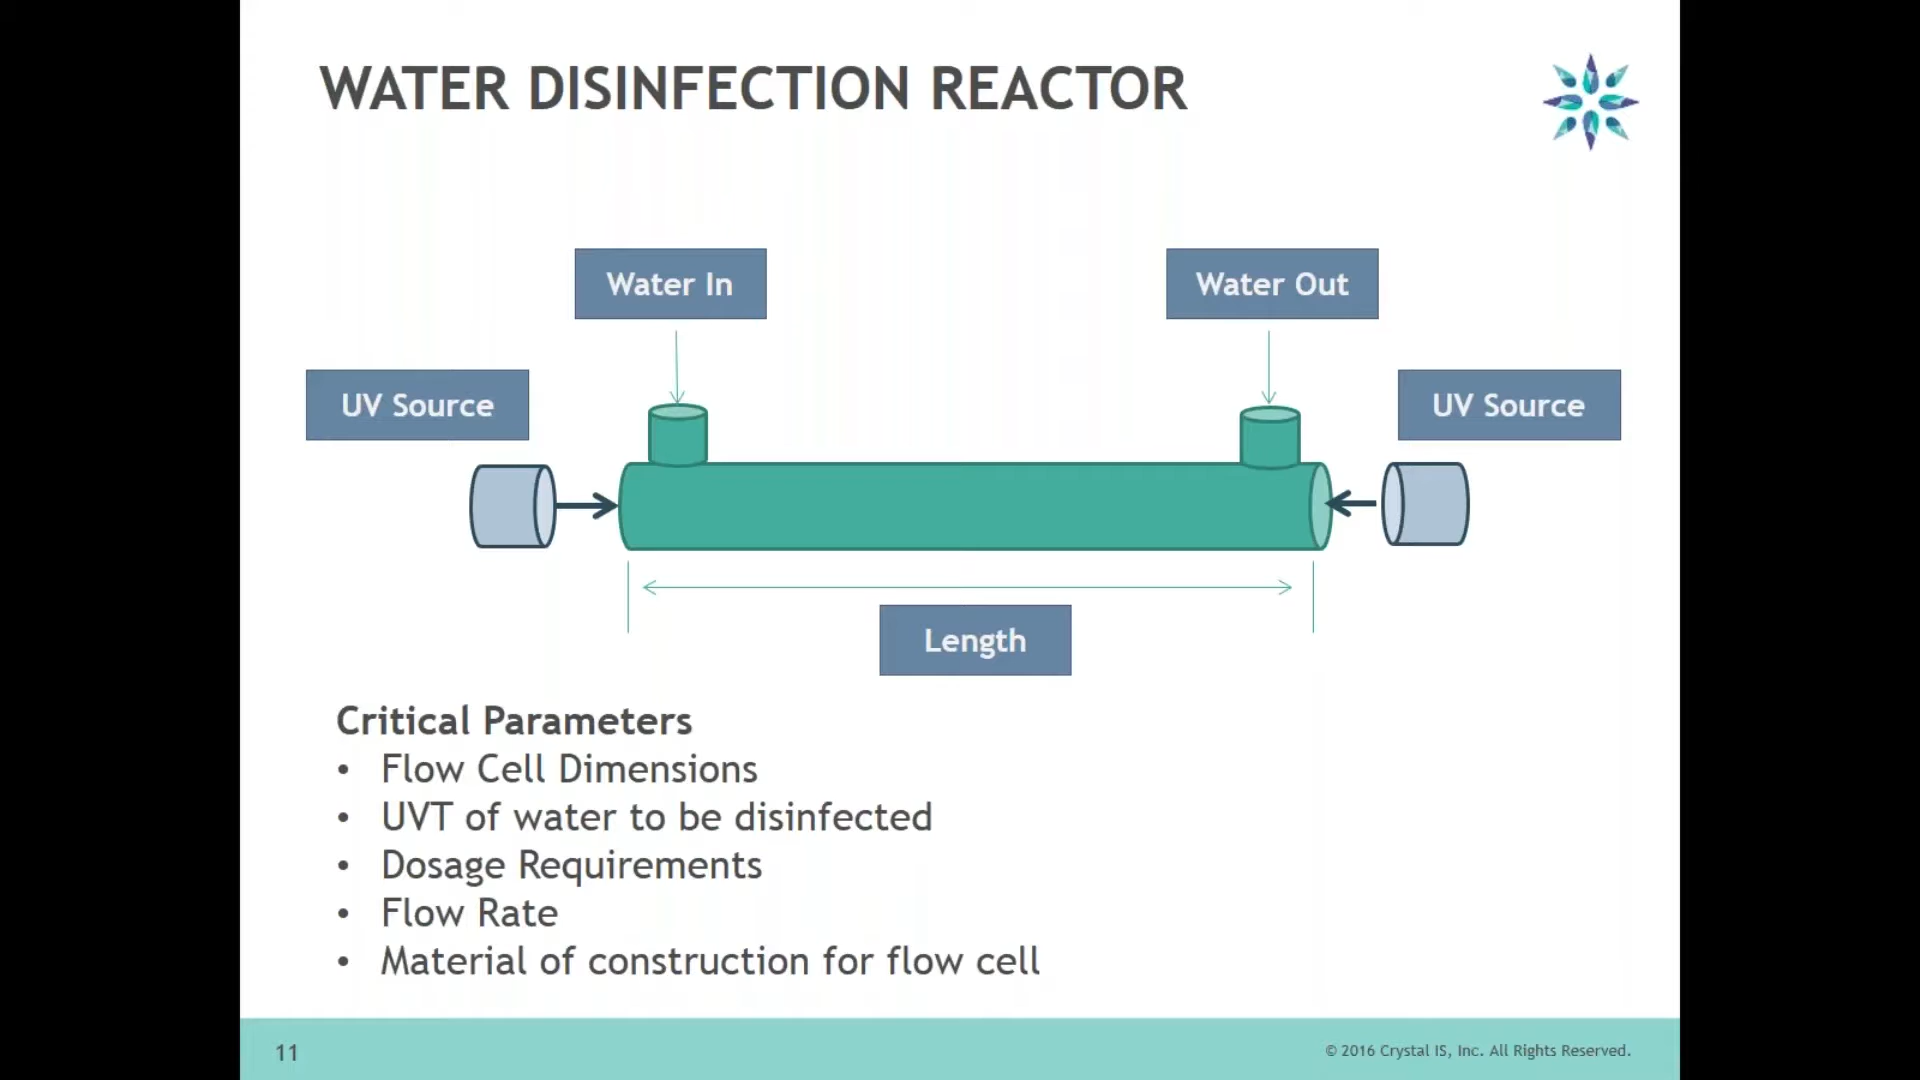 WATER DISINFECTION REACTOR
Water In
Water Out
UV Source
UV Source
Length
Critical Parameters
• Flow Cell Dimensions
• UVT of water to be disinfected
• Dosage Requirements
• Flow Rate
• Material of construction for flow cell
11
© 2016 Crystal IS, Inc. All Rights Reserved.